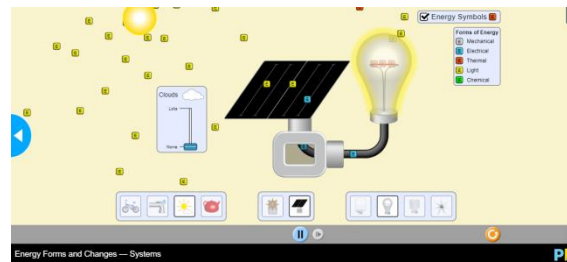 Energy Symbols E
Forms of Energy
E Mechanical
E Electrical
E Thermal
E Light
E Chemical
Clouds
Lots
None
Energy Forms and Changes — Systems